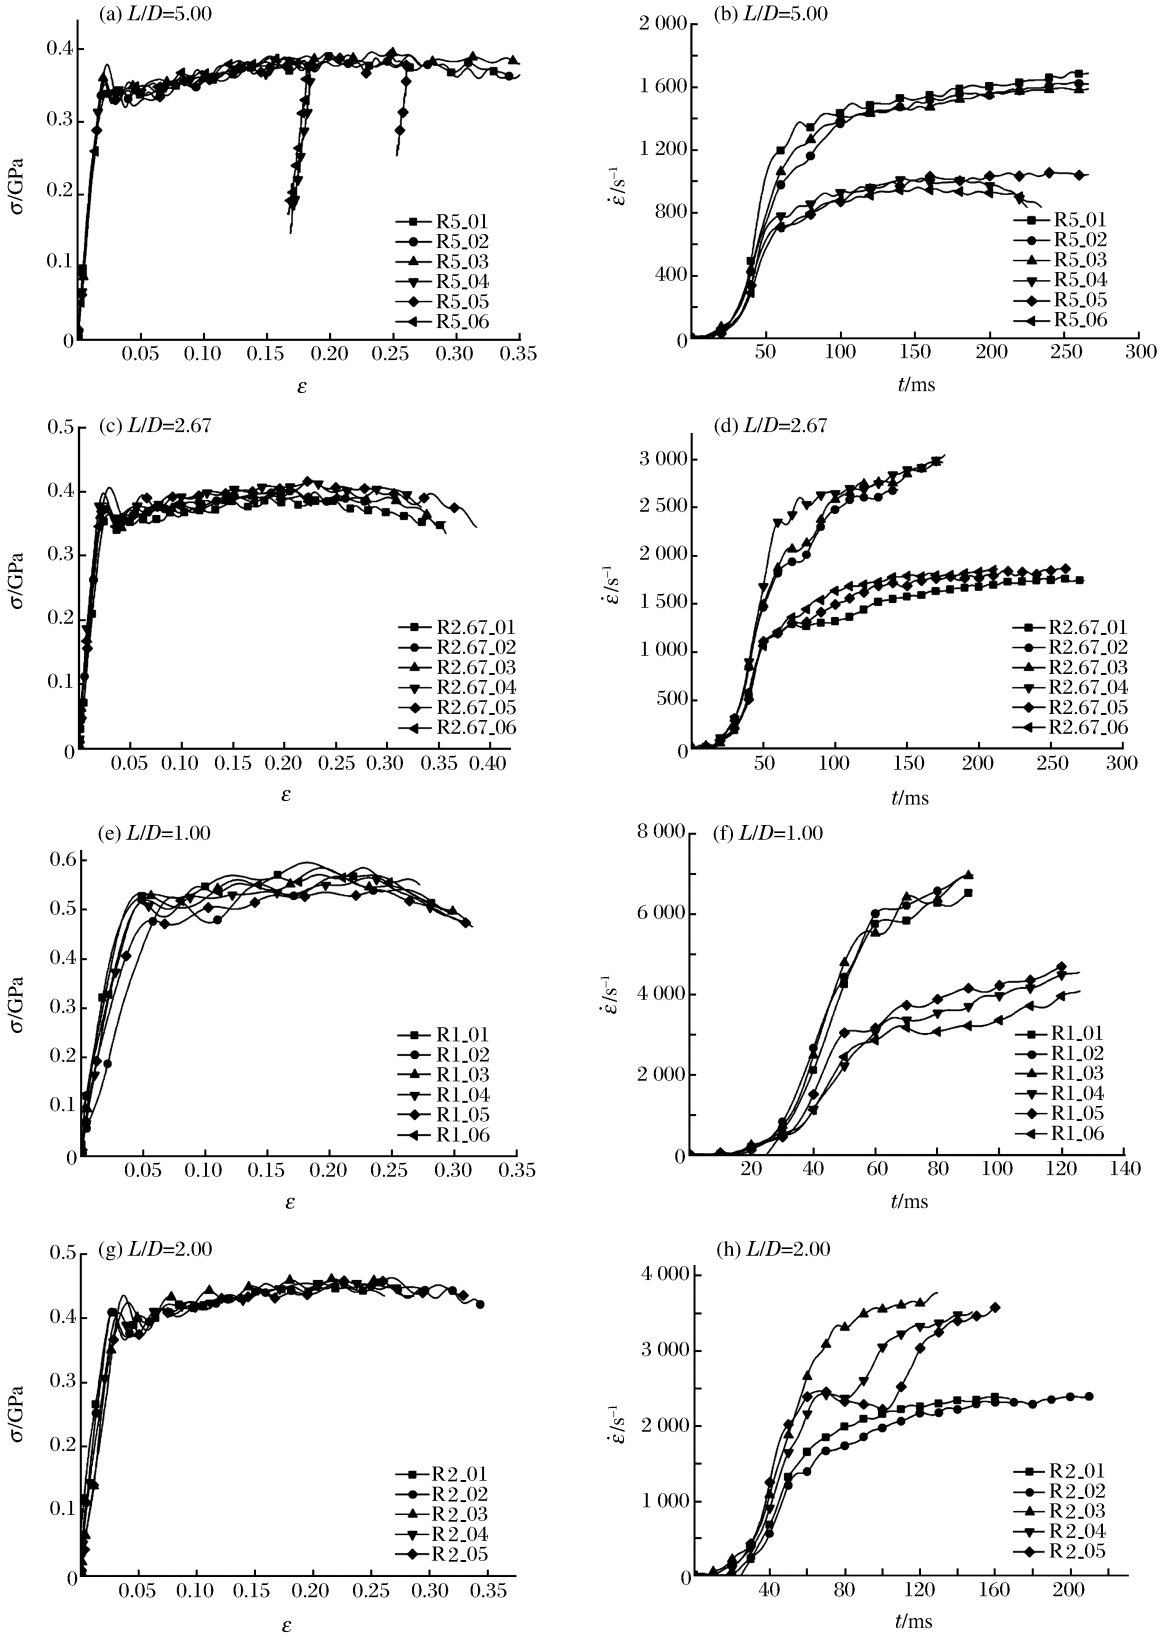 (a) L/D=5.00
0.4
0.3
0.2
0.1
0
σ/GPa
R5_01
R5_02
R5_03
R5_04
R5_05
R5_06
0.05 0.10 0.15 0.20 0.25 0.30 0.35
ε
(b) L/D=5.00
2 000
1 600
1 200
800
400
0
ε̇/s⁻¹
R5_01
R5_02
R5_03
R5_04
R5_05
R5_06
50 100 150 200 250 300
t/ms
(c) L/D=2.67
0.5
0.4
0.3
0.2
0.1
0
σ/GPa
R2.67_01
R2.67_02
R2.67_03
R2.67_04
R2.67_05
R2.67_06
0.05 0.10 0.15 0.20 0.25 0.30 0.35 0.40
ε
(d) L/D=2.67
3 000
2 500
2 000
1 500
1 000
500
0
ε̇/s⁻¹
R2.67_01
R2.67_02
R2.67_03
R2.67_04
R2.67_05
R2.67_06
50 100 150 200 250 300
t/ms
(e) L/D=1.00
0.6
0.5
0.4
0.3
0.2
0.1
0
σ/GPa
R1_01
R1_02
R1_03
R1_04
R1_05
R1_06
0.05 0.10 0.15 0.20 0.25 0.30 0.35
ε
(f) L/D=1.00
8 000
6 000
4 000
2 000
0
ε̇/s⁻¹
R1_01
R1_02
R1_03
R1_04
R1_05
R1_06
20 40 60 80 100 120 140
t/ms
(g) L/D=2.00
0.5
0.4
0.3
0.2
0.1
0
σ/GPa
R2_01
R2_02
R2_03
R2_04
R2_05
0.05 0.10 0.15 0.20 0.25 0.30 0.35
ε
(h) L/D=2.00
4 000
3 000
2 000
1 000
0
ε̇/s⁻¹
R2_01
R2_02
R2_03
R2_04
R2_05
40 80 120 160 200
t/ms